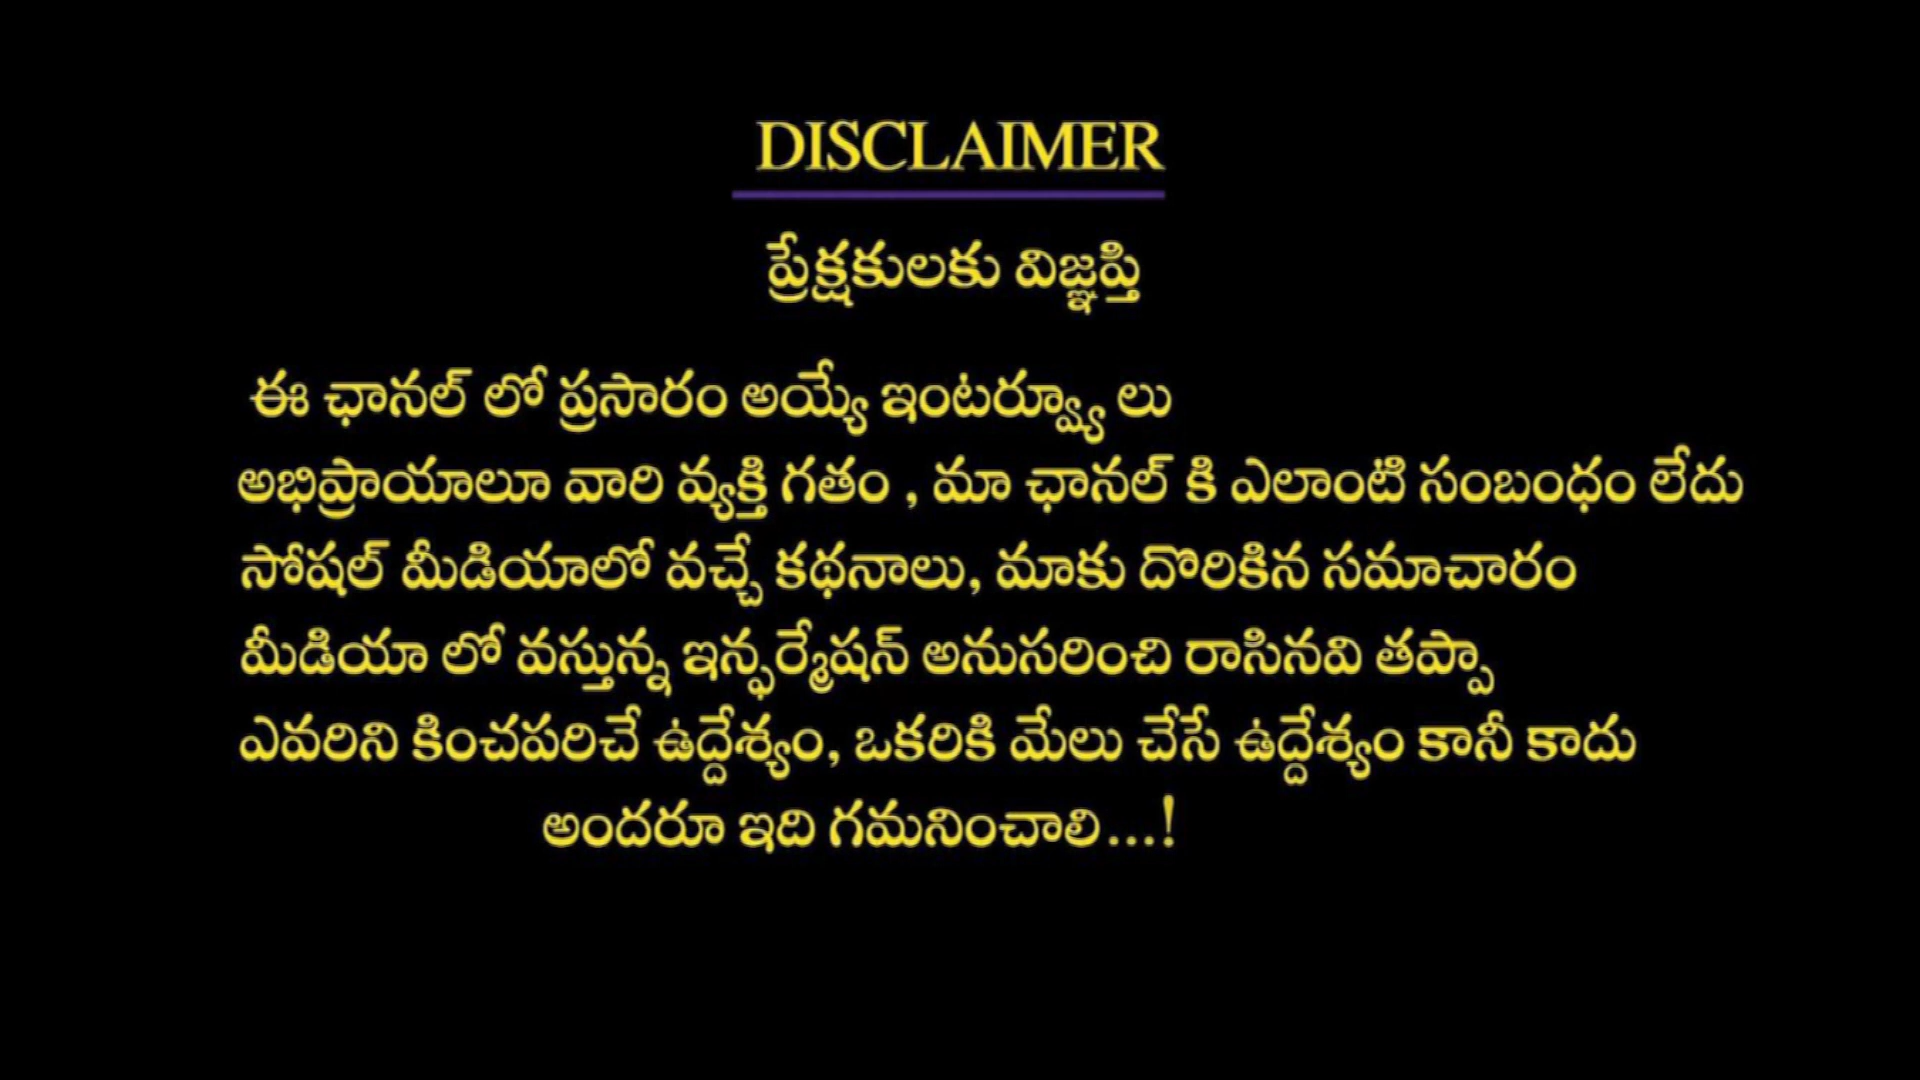 DISCLAIMER
ప్రేక్షకులకు విజ్ఞప్తి
ఈ ఛానల్ లో ప్రసారం అయ్యే ఇంటర్వ్యూ లు
అభిప్రాయాలూ వారి వ్యక్తి గతం , మా ఛానల్ కి ఎలాంటి సంబంధం లేదు
సోషల్ మీడియాలో వచ్చే కథనాలు, మాకు దొరికిన సమాచారం
మీడియా లో వస్తున్న ఇన్ఫర్మేషన్ అనుసరించి రాసినవి తప్పా
ఎవరిని కించపరిచే ఉద్దేశ్యం, ఒకరికి మేలు చేసే ఉద్దేశ్యం కానీ కాదు
అందరూ ఇది గమనించాలి...!